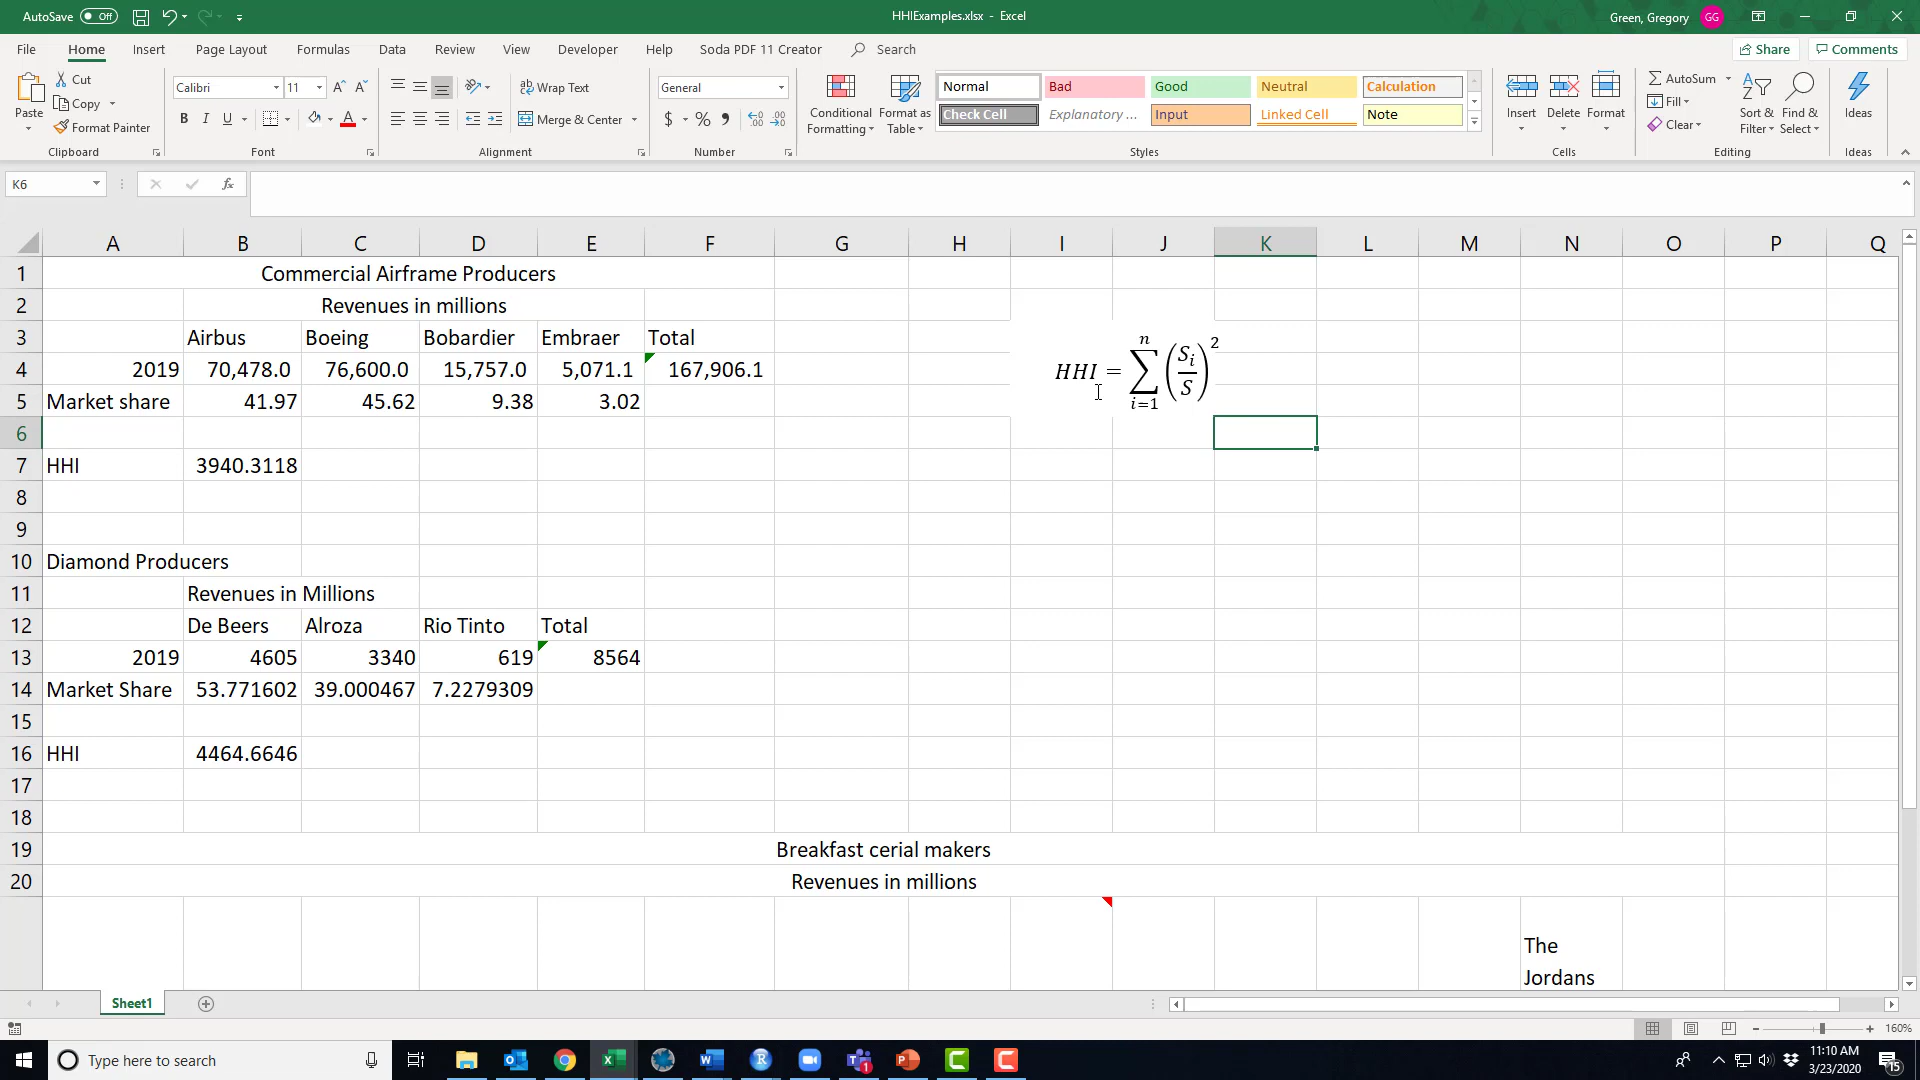 AutoSave Off
HHIExamples.xlsx - Excel
Green, Gregory GG
File Home Insert Page Layout Formulas Data Review View Developer Help Soda PDF 11 Creator Search Share Comments
Paste
Cut
Copy
Format Painter
Clipboard
Calibri 11
B I U
Font
Wrap Text
Merge & Center
Alignment
General
$ % ,
Number
Conditional Formatting
Format as Table
Normal Bad Good Neutral Calculation
Check Cell Explanatory ... Input Linked Cell Note
Styles
Insert Delete Format
Cells
AutoSum
Fill
Clear
Sort & Filter
Find & Select
Editing
Ideas
Ideas
K6 fx
A B C D E F G H I J K L M N O P Q
1 Commercial Airframe Producers
2 Revenues in millions
3 Airbus Boeing Bobardier Embraer Total
4 2019 70,478.0 76,600.0 15,757.0 5,071.1 167,906.1
5 Market share 41.97 45.62 9.38 3.02
HHI = ∑ i=1 n (Si/S)2
6
7 HHI 3940.3118
8
9
10 Diamond Producers
11 Revenues in Millions
12 De Beers Alroza Rio Tinto Total
13 2019 4605 3340 619 8564
14 Market Share 53.771602 39.000467 7.2279309
15
16 HHI 4464.6646
17
18
19 Breakfast cerial makers
20 Revenues in millions
The
Jordans
Sheet1
160%
Type here to search
11:10 AM
3/23/2020
15